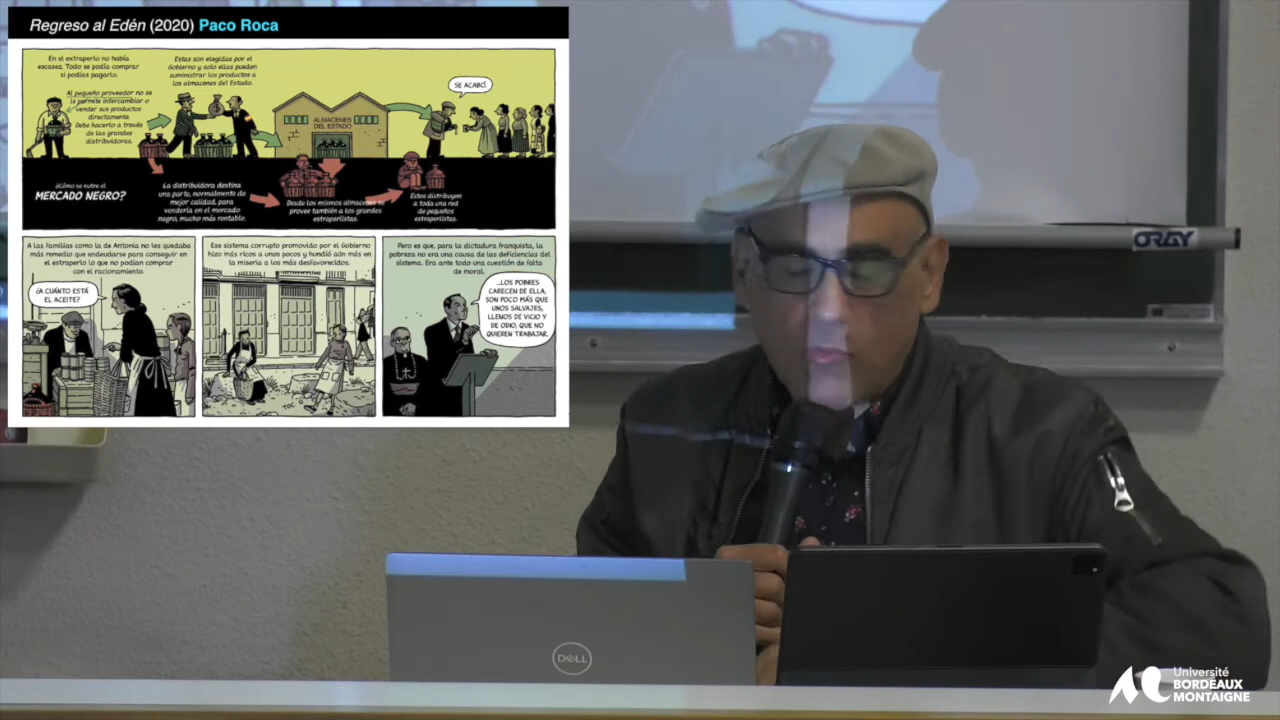 Regreso al Edén (2020) Paco Roca
En el estraperlo no había
escasez. Todo se podía comprar
si podías pagarlo.
Al pequeño proveedor no se
le permite intercambiar o
vender sus productos
directamente.
Debe hacerlo a través
de las grandes
distribuidoras.
Estas son elegidas por el
Gobierno y solo ellas pueden
suministrar los productos a
los almacenes del Estado.
ALMACENES
DEL ESTADO
SE ACABÓ.
¿Cómo se nutre el
MERCADO NEGRO?
La distribuidora destina
una parte, normalmente de
mejor calidad, para
venderla en el mercado
negro, mucho más rentable.
Desde los mismos almacenes se
provee también a los grandes
estraperlistas.
Estos distribuyen
a toda una red
de pequeños
estraperlistas.
A las familias como la de Antonia no les quedaba
más remedio que endeudarse para conseguir en
el estraperlo lo que no podían comprar
con el racionamiento.
¿A CUÁNTO ESTÁ
EL ACEITE?
Ese sistema corrupto promovido por el Gobierno
hizo más ricos a unos pocos y hundió aún más en
la miseria a los más desfavorecidos.
TOC
Pero es que, para la dictadura franquista, la
pobreza no era una causa de las deficiencias del
sistema. Era ante todo una cuestión de falta
de moral.
...LOS POBRES
CARECEN DE ELLA,
SON POCO MÁS QUE
UNOS SALVAJES,
LLENOS DE VICIO Y
DE ODIO, QUE NO
QUIEREN TRABAJAR.
ORAY
DELL
Université
BORDEAUX
MONTAIGNE